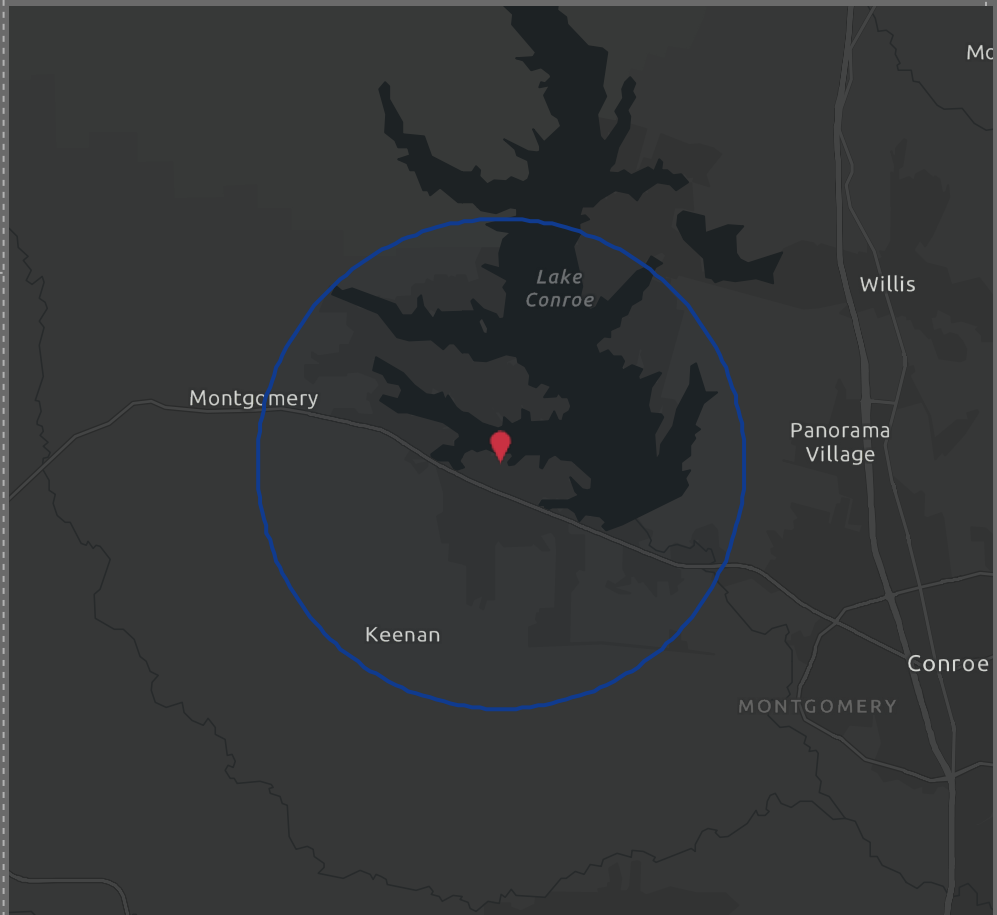 Mo
Lake
Conroe
Willis
Montgomery
Panorama
Village
Keenan
Conroe
MONTGOMERY